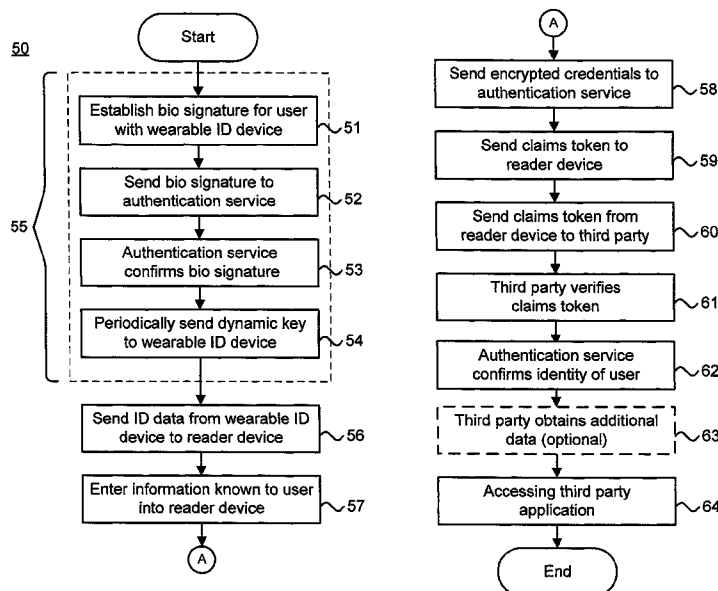 50
Start
55
Establish bio signature for user
with wearable ID device
51
Send bio signature to
authentication service
52
Authentication service
confirms bio signature
53
Periodically send dynamic key
to wearable ID device
54
Send ID data from wearable ID
device to reader device
56
Enter information known to user
into reader device
57
A
A
Send encrypted credentials to
authentication service
58
Send claims token to
reader device
59
Send claims token from
reader device to third party
60
Third party verifies
claims token
61
Authentication service
confirms identity of user
62
Third party obtains additional
data (optional)
63
Accessing third party
application
64
End